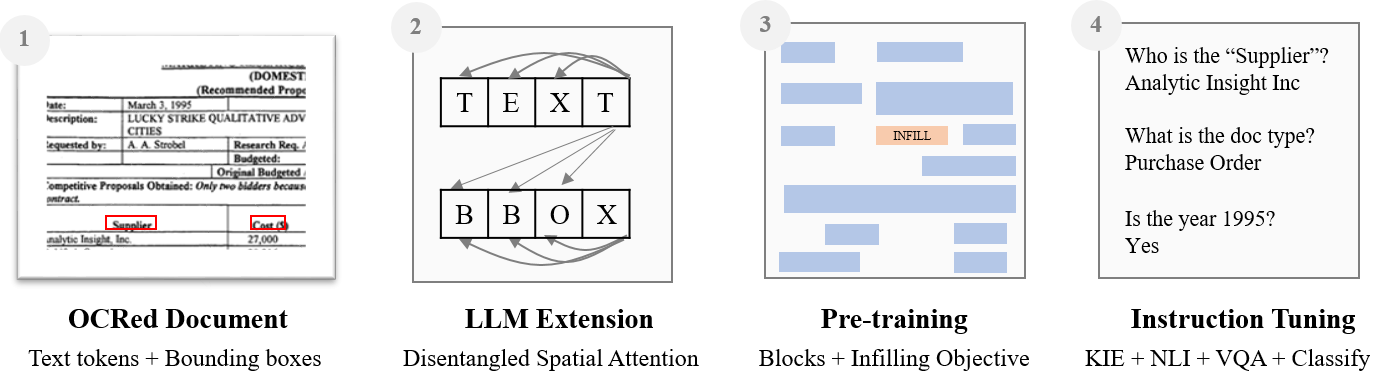 1
(DOMEST
(Recommended Prope
Date:
March 3, 1995
Description:
LUCKY STRIKE QUALITATIVE ADV
CITIES
Requested by:
A. A. Strobel
Research Req.
Budgeted:
Original Budgeted
Competitive Proposals Obtained: Only two bidders because
contract.
Supplier
Cost ($)
Analytic Insight, Inc.
27,000
OCRed Document
Text tokens + Bounding boxes
2
T E X T
B B O X
LLM Extension
Disentangled Spatial Attention
3
INFILL
Pre-training
Blocks + Infilling Objective
4
Who is the “Supplier”?
Analytic Insight Inc
What is the doc type?
Purchase Order
Is the year 1995?
Yes
Instruction Tuning
KIE + NLI + VQA + Classify